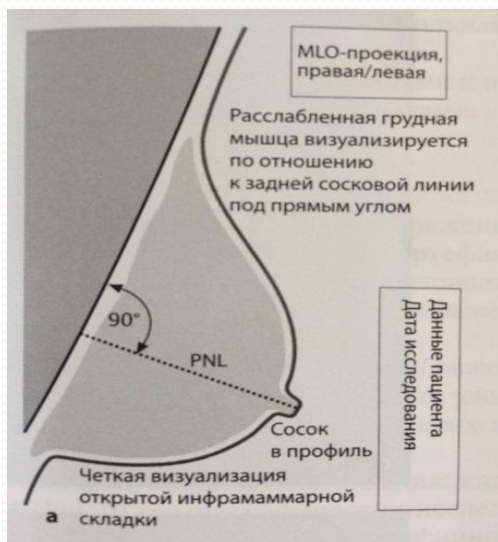 MLO-проекция,
правая/левая
Расслабленная грудная
мышца визуализируется
по отношению
к задней сосковой линии
под прямым углом
90°
PNL
Данные пациента
Дата исследования
Сосок
в профиль
Четкая визуализация
открытой инфрамаммарной
складки
а